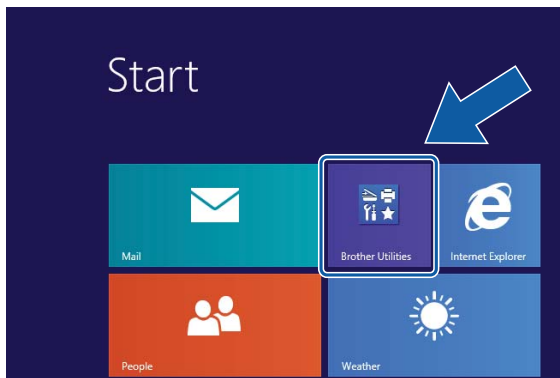 Start
Mail
Brother Utilities
Internet Explorer
People
Weather